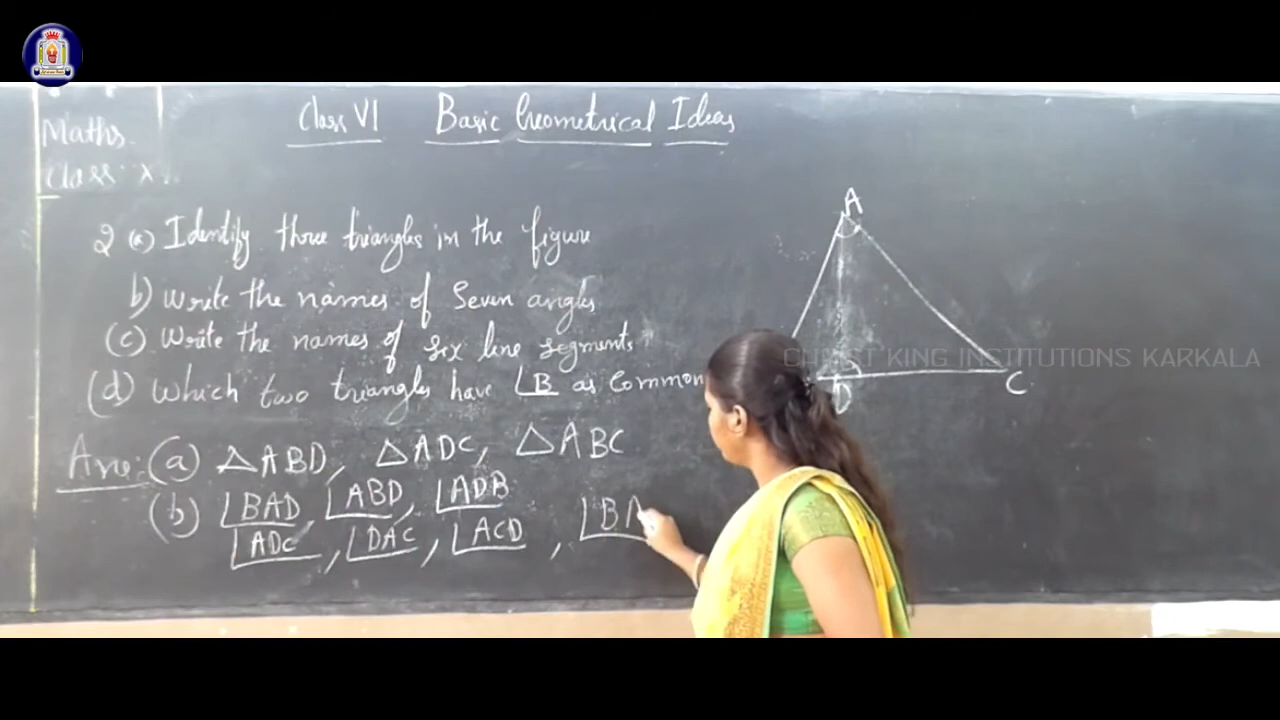 Maths
Class: X
Class VI Basic Geometrical Ideas
2 (a) Identify three triangles in the figure
b) Write the names of Seven angles
(c) Write the names of six line segments
(d) Which two triangles have ∠B as Common
Ans: (a) △ABD, △ADC, △ABC
(b) ∠BAD, ∠ABD, ∠ADB
∠ADC, ∠DAC, ∠ACD, ∠BA
A
D
C
CHRIST KING INSTITUTIONS KARKALA